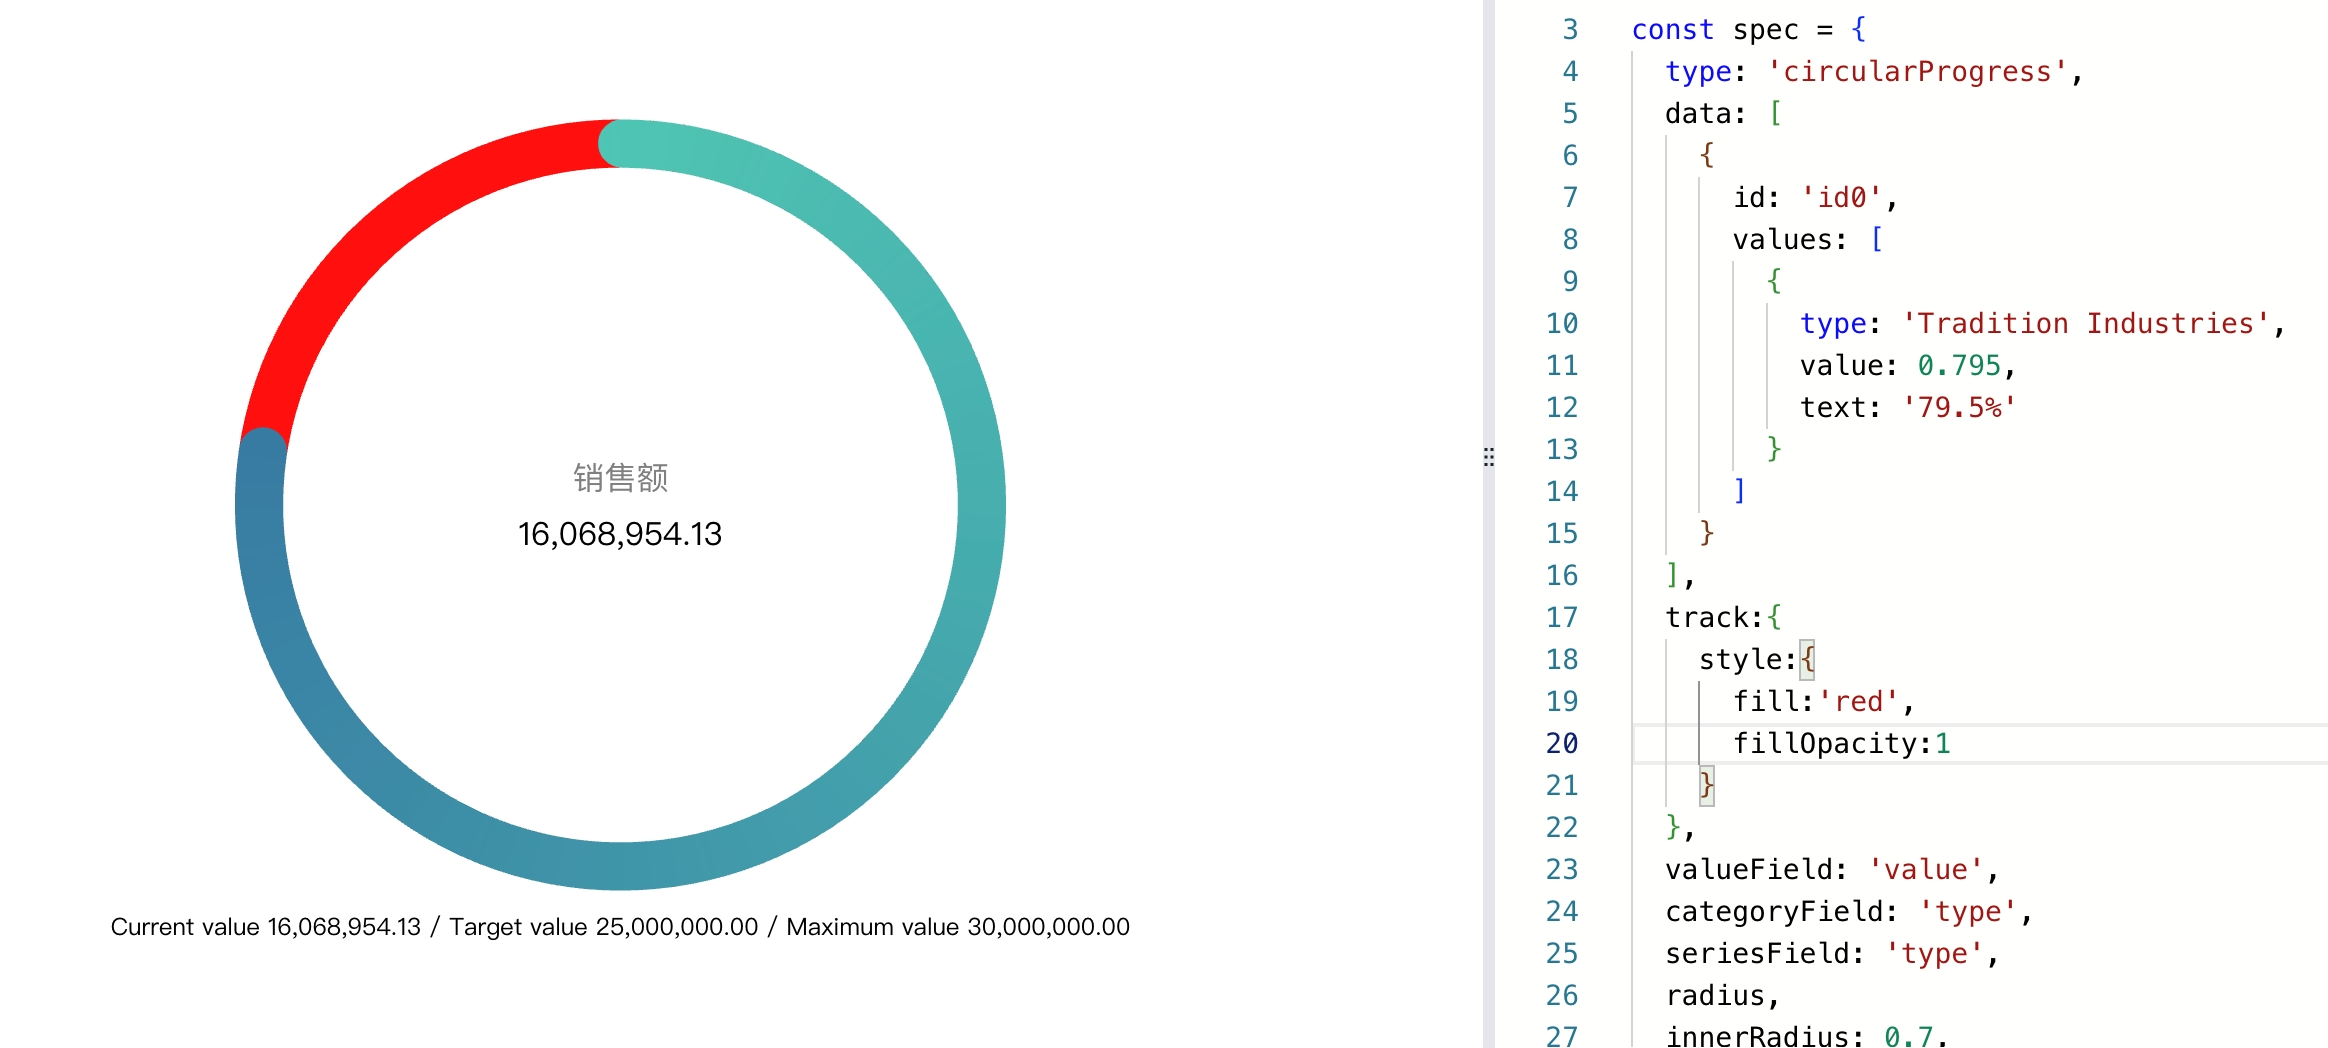 销售额
16,068,954.13
Current value 16,068,954.13 / Target value 25,000,000.00 / Maximum value 30,000,000.00
3 const spec = {
4 type: 'circularProgress',
5 data: [
6 {
7 id: 'id0',
8 values: [
9 {
10 type: 'Tradition Industries',
11 value: 0.795,
12 text: '79.5%'
13 }
14 ]
15 }
16 ],
17 track:{
18 style:{
19 fill:'red',
20 fillOpacity:1
21 }
22 },
23 valueField: 'value',
24 categoryField: 'type',
25 seriesField: 'type',
26 radius,
27 innerRadius: 0.7,